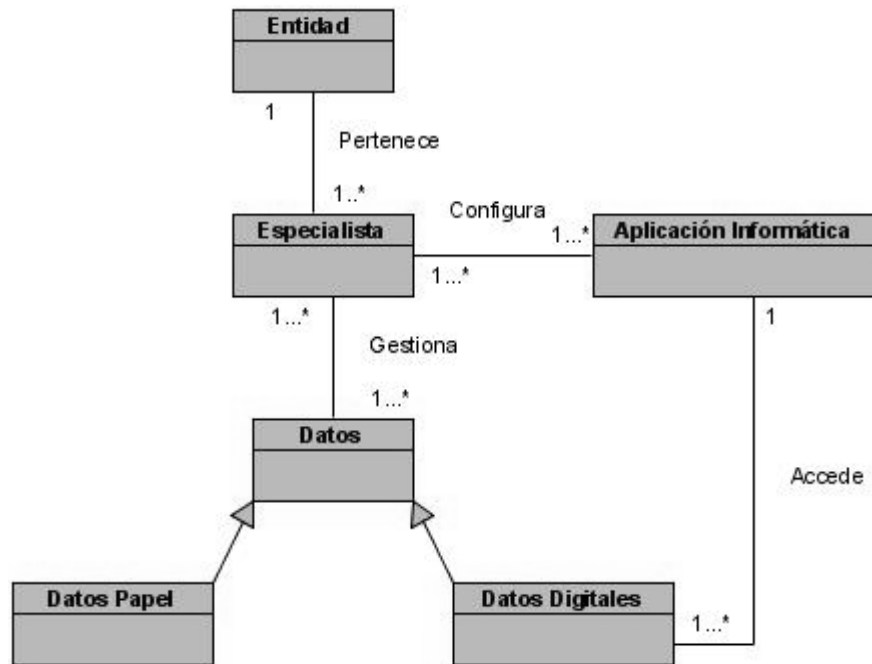 Entidad
1
Pertenece
1..*
Configura
Especialista
1...*
Aplicación Informática
1...*
1...*
1
Gestiona
1...*
Datos
Accede
Datos Papel
Datos Digitales
1...*